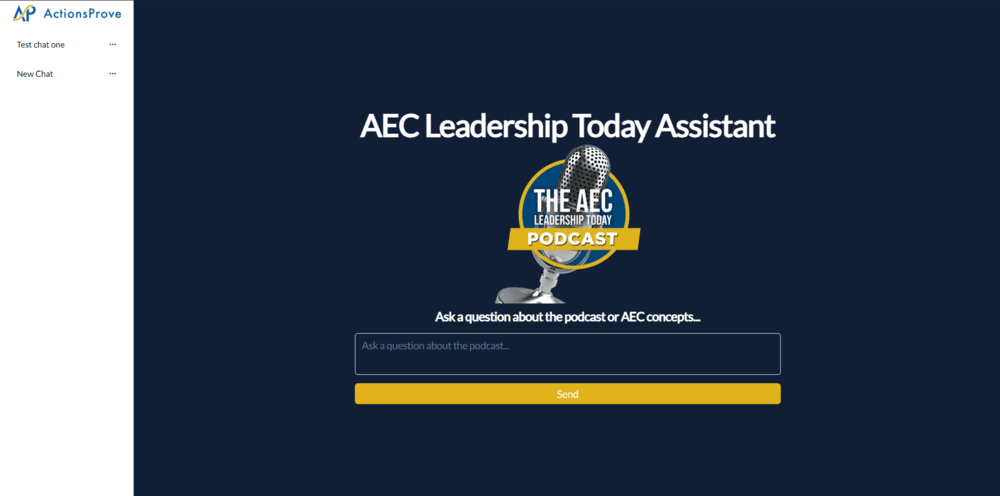 ActionsProve
Test chat one
New Chat
AEC Leadership Today Assistant
THE AEC
LEADERSHIP TODAY
PODCAST
Ask a question about the podcast or AEC concepts...
Ask a question about the podcast...
Send